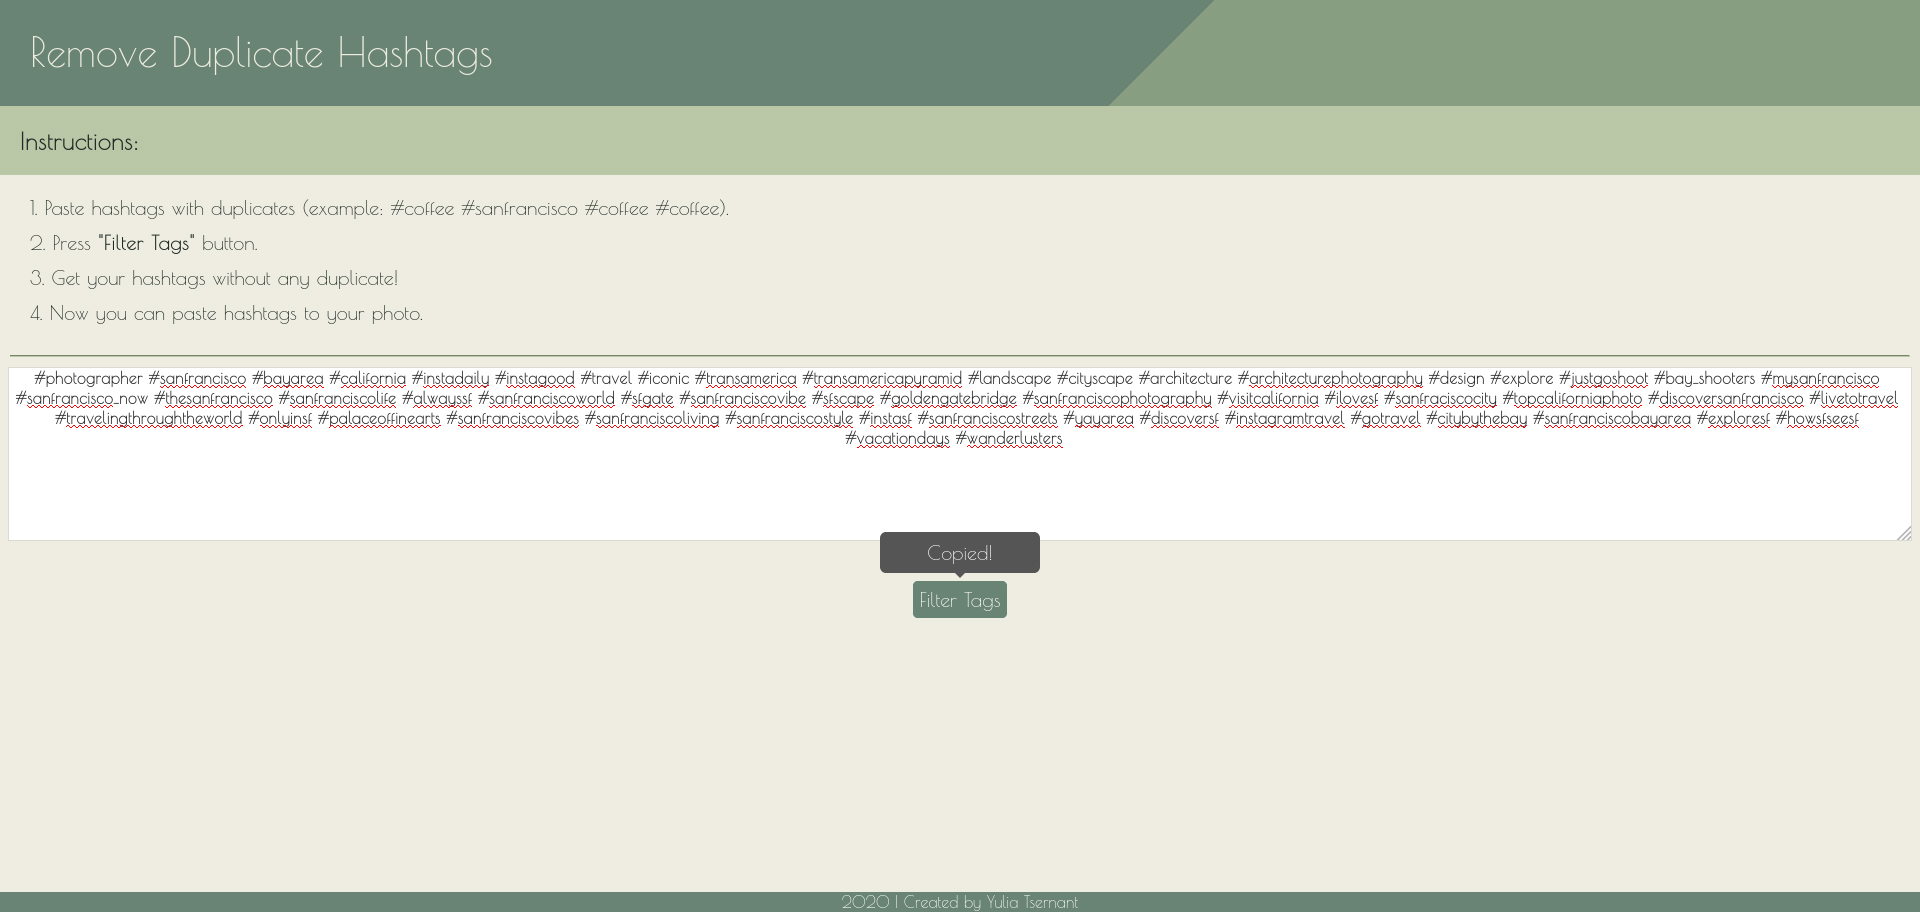 Remove Duplicate Hashtags
Instructions:
1. Paste hashtags with duplicates (example: #coffee #sanfrancisco #coffee #coffee).
2. Press "Filter Tags" button.
3. Get your hashtags without any duplicate!
4. Now you can paste hashtags to your photo.
#photographer #sanfrancisco #bayarea #california #instadaily #instagood #travel #iconic #transamerica #transamericapyramid #landscape #cityscape #architecture #architecturephotography #design #explore #justgoshoot #bay_shooters #mysanfrancisco
#sanfrancisco_now #thesanfrancisco #sanfranciscolife #alwayssf #sanfranciscoworld #sfgate #sanfranciscovibe #sfscape #goldengatebridge #sanfranciscophotography #visitcalifornia #ilovesf #sanfraciscocity #topcaliforniaphoto #discoversanfrancisco #livetotravel
#travelingthroughtheworld #onlyinsf #palaceoffinearts #sanfranciscovibes #sanfranciscoliving #sanfranciscostyle #instasf #sanfranciscostreets #yayarea #discoversf #instagramtravel #gotravel #citybythebay #sanfranciscobayarea #exploresf #howsfseesf
#vacationdays #wanderlusters
Copied!
Filter Tags
2020 | Created by Yulia Tsernant